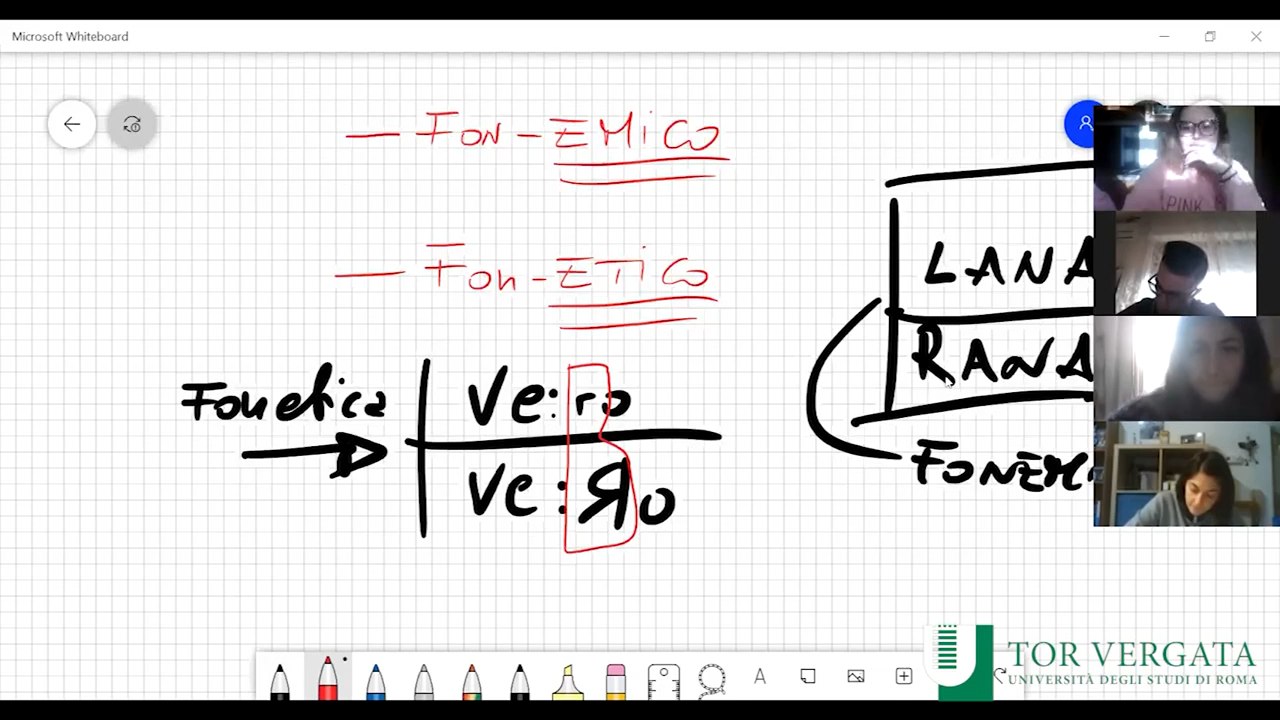 Microsoft Whiteboard
— FON-EMiCO
— Fon-ETiCO
Fonetica
Ve:ro
Ve:Яo
LANA
RANA
FONEM
PINK
TOR VERGATA
UNIVERSITÀ DEGLI STUDI DI ROMA